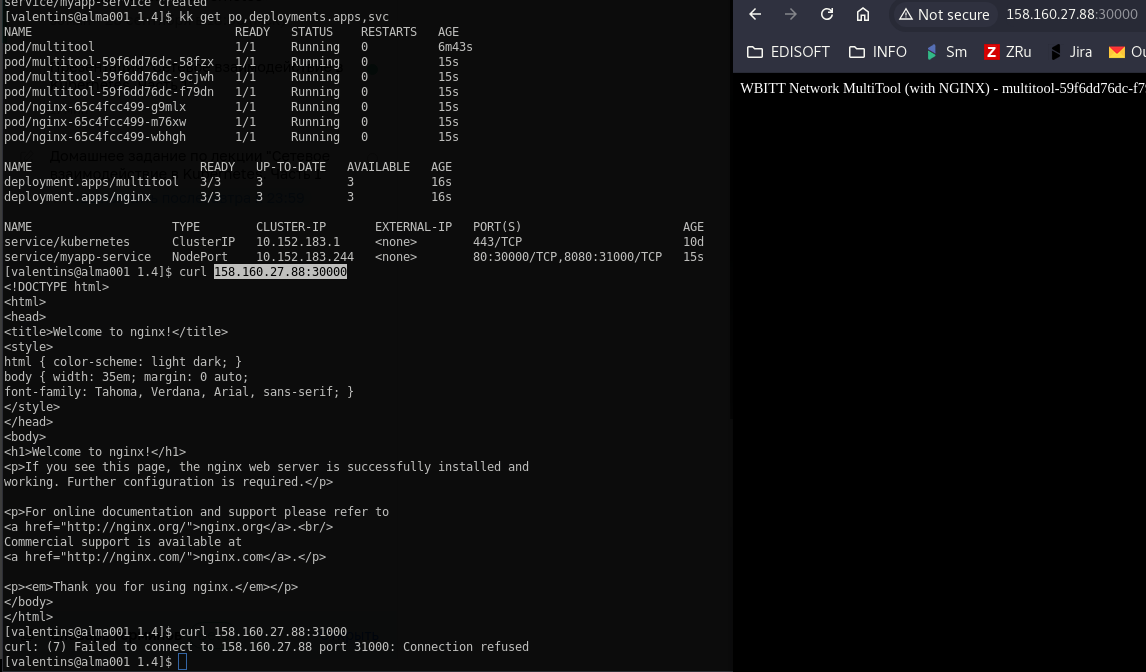 service/myapp-service created
[valentins@alma001 1.4]$ kk get po,deployments.apps,svc
NAME READY STATUS RESTARTS AGE
pod/multitool 1/1 Running 0 6m43s
pod/multitool-59f6dd76dc-58fzx 1/1 Running 0 15s
pod/multitool-59f6dd76dc-9cjwh 1/1 Running 0 15s
pod/multitool-59f6dd76dc-f79dn 1/1 Running 0 15s
pod/nginx-65c4fcc499-g9mlx 1/1 Running 0 15s
pod/nginx-65c4fcc499-m76xw 1/1 Running 0 15s
pod/nginx-65c4fcc499-wbhgh 1/1 Running 0 15s
Домашнее задание по лекции "Сетевое
NAME READY UP-TO-DATE AVAILABLE AGE
deployment.apps/multitool 3/3 3 3 16s
deployment.apps/nginx 3/3 3 3 16s
NAME TYPE CLUSTER-IP EXTERNAL-IP PORT(S) AGE
service/kubernetes ClusterIP 10.152.183.1 <none> 443/TCP 10d
service/myapp-service NodePort 10.152.183.244 <none> 80:30000/TCP,8080:31000/TCP 15s
[valentins@alma001 1.4]$ curl 158.160.27.88:30000
<!DOCTYPE html>
<html>
<head>
<title>Welcome to nginx!</title>
<style>
html { color-scheme: light dark; }
body { width: 35em; margin: 0 auto;
font-family: Tahoma, Verdana, Arial, sans-serif; }
</style>
</head>
<body>
<h1>Welcome to nginx!</h1>
<p>If you see this page, the nginx web server is successfully installed and
working. Further configuration is required.</p>
<p>For online documentation and support please refer to
<a href="http://nginx.org/">nginx.org</a>.<br/>
Commercial support is available at
<a href="http://nginx.com/">nginx.com</a>.</p>
<p><em>Thank you for using nginx.</em></p>
</body>
</html>
[valentins@alma001 1.4]$ curl 158.160.27.88:31000
curl: (7) Failed to connect to 158.160.27.88 port 31000: Connection refused
[valentins@alma001 1.4]$
Not secure 158.160.27.88:30000
EDISOFT INFO Sm Z ZRu Jira Ou
WBITT Network MultiTool (with NGINX) - multitool-59f6dd76dc-f7